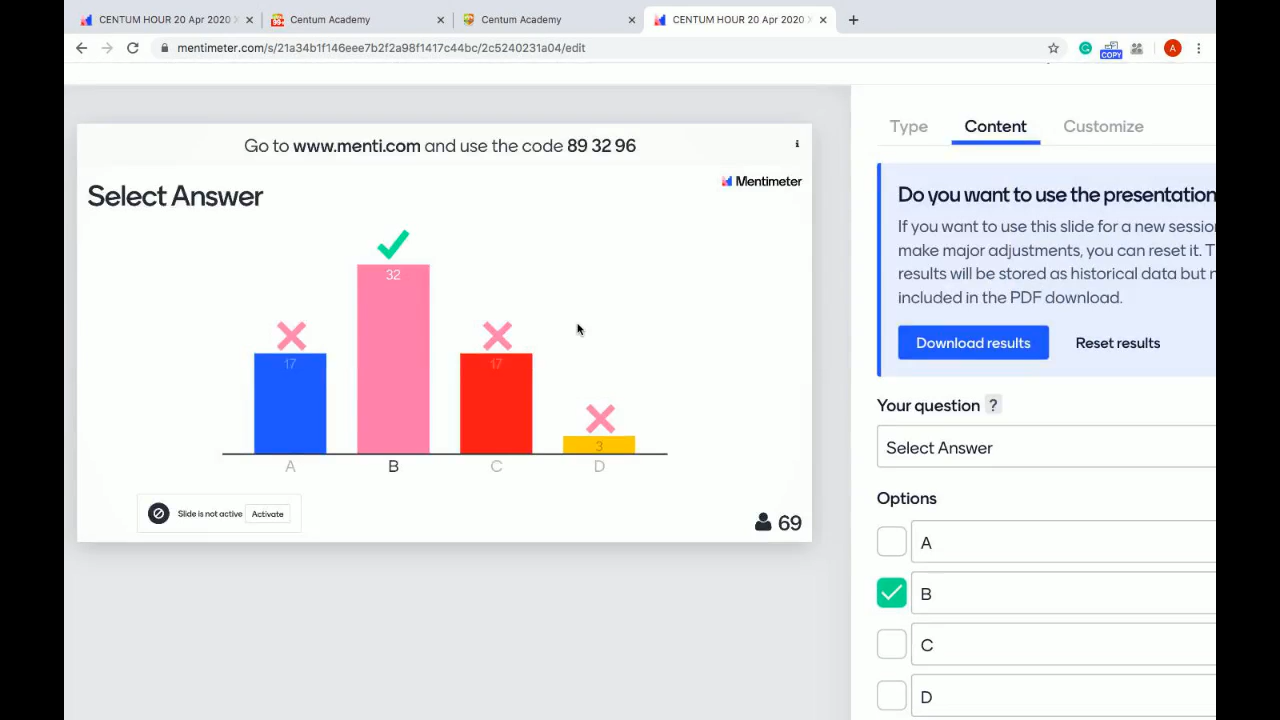 CENTUM HOUR 20 Apr 2020
Centum Academy
Centum Academy
CENTUM HOUR 20 Apr 2020
mentimeter.com/s/21a34b1f146eee7b2f2a98f1417c44bc/2c5240231a04/edit
COPY
A
Go to www.menti.com and use the code 89 32 96
i
Mentimeter
Select Answer
32
17
17
3
A
B
C
D
Slide is not active
Activate
69
Type
Content
Customize
Do you want to use the presentation
If you want to use this slide for a new sessio
make major adjustments, you can reset it. T
results will be stored as historical data but n
included in the PDF download.
Download results
Reset results
Your question ?
Select Answer
Options
A
B
C
D